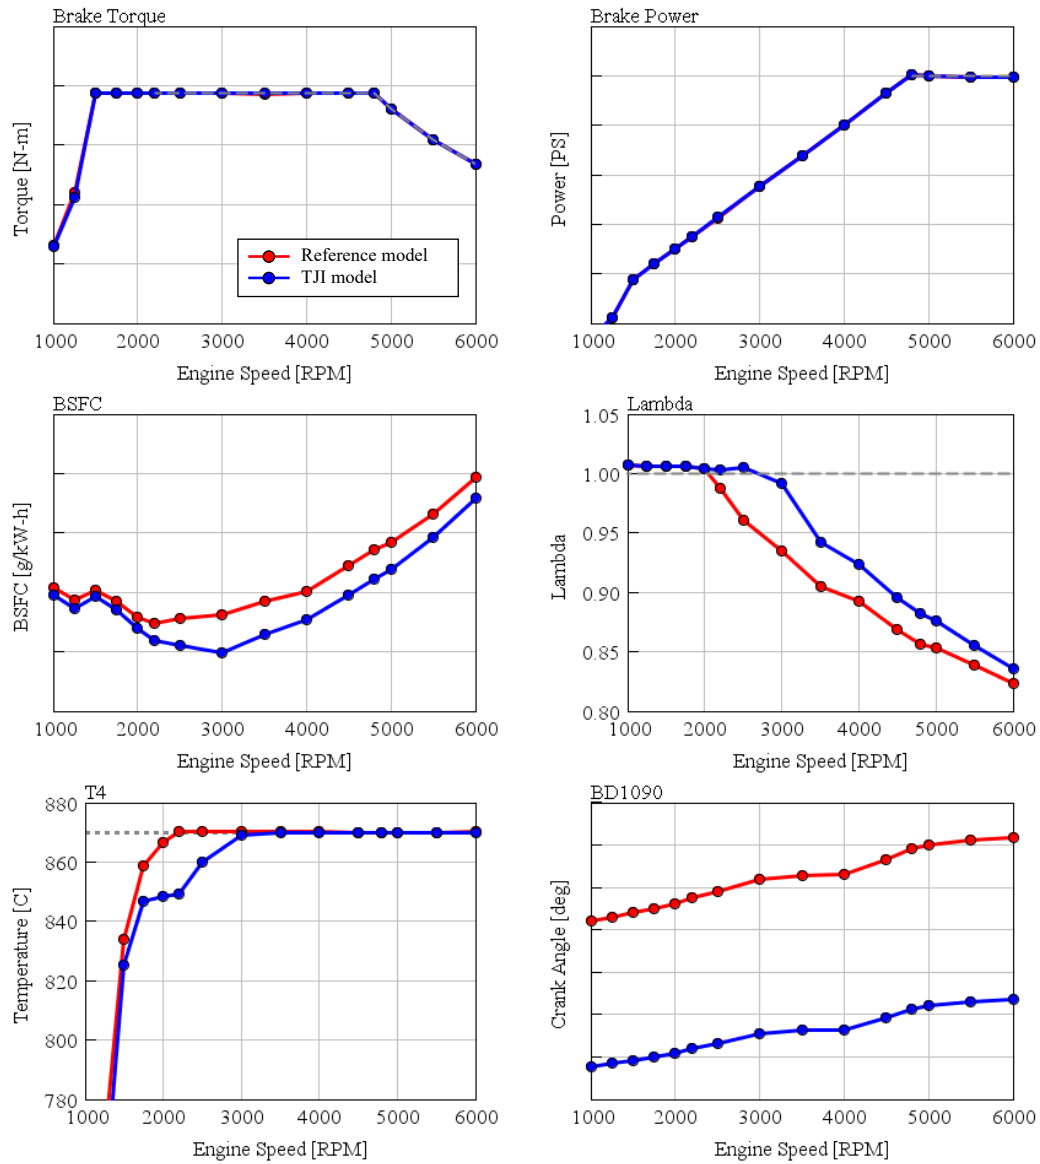 Brake Torque
Torque [N-m]
Reference model
TJI model
1000 2000 3000 4000 5000 6000
Engine Speed [RPM]
Brake Power
Power [PS]
1000 2000 3000 4000 5000 6000
Engine Speed [RPM]
BSFC
BSFC [g/kW-h]
1000 2000 3000 4000 5000 6000
Engine Speed [RPM]
Lambda
Lambda
1.05
1.00
0.95
0.90
0.85
0.80
1000 2000 3000 4000 5000 6000
Engine Speed [RPM]
T4
Temperature [C]
880
860
840
820
800
780
1000 2000 3000 4000 5000 6000
Engine Speed [RPM]
BD1090
Crank Angle [deg]
1000 2000 3000 4000 5000 6000
Engine Speed [RPM]